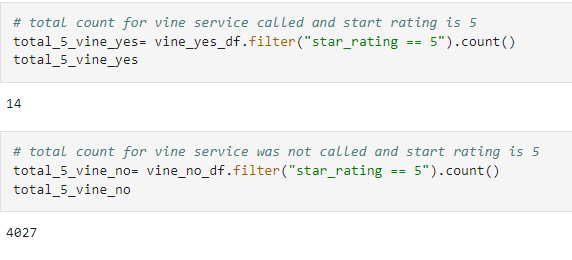 # total count for vine service called and start rating is 5
total_5_vine_yes= vine_yes_df.filter("star_rating == 5").count()
total_5_vine_yes
14
# total count for vine service was not called and start rating is 5
total_5_vine_no= vine_no_df.filter("star_rating == 5").count()
total_5_vine_no
4027